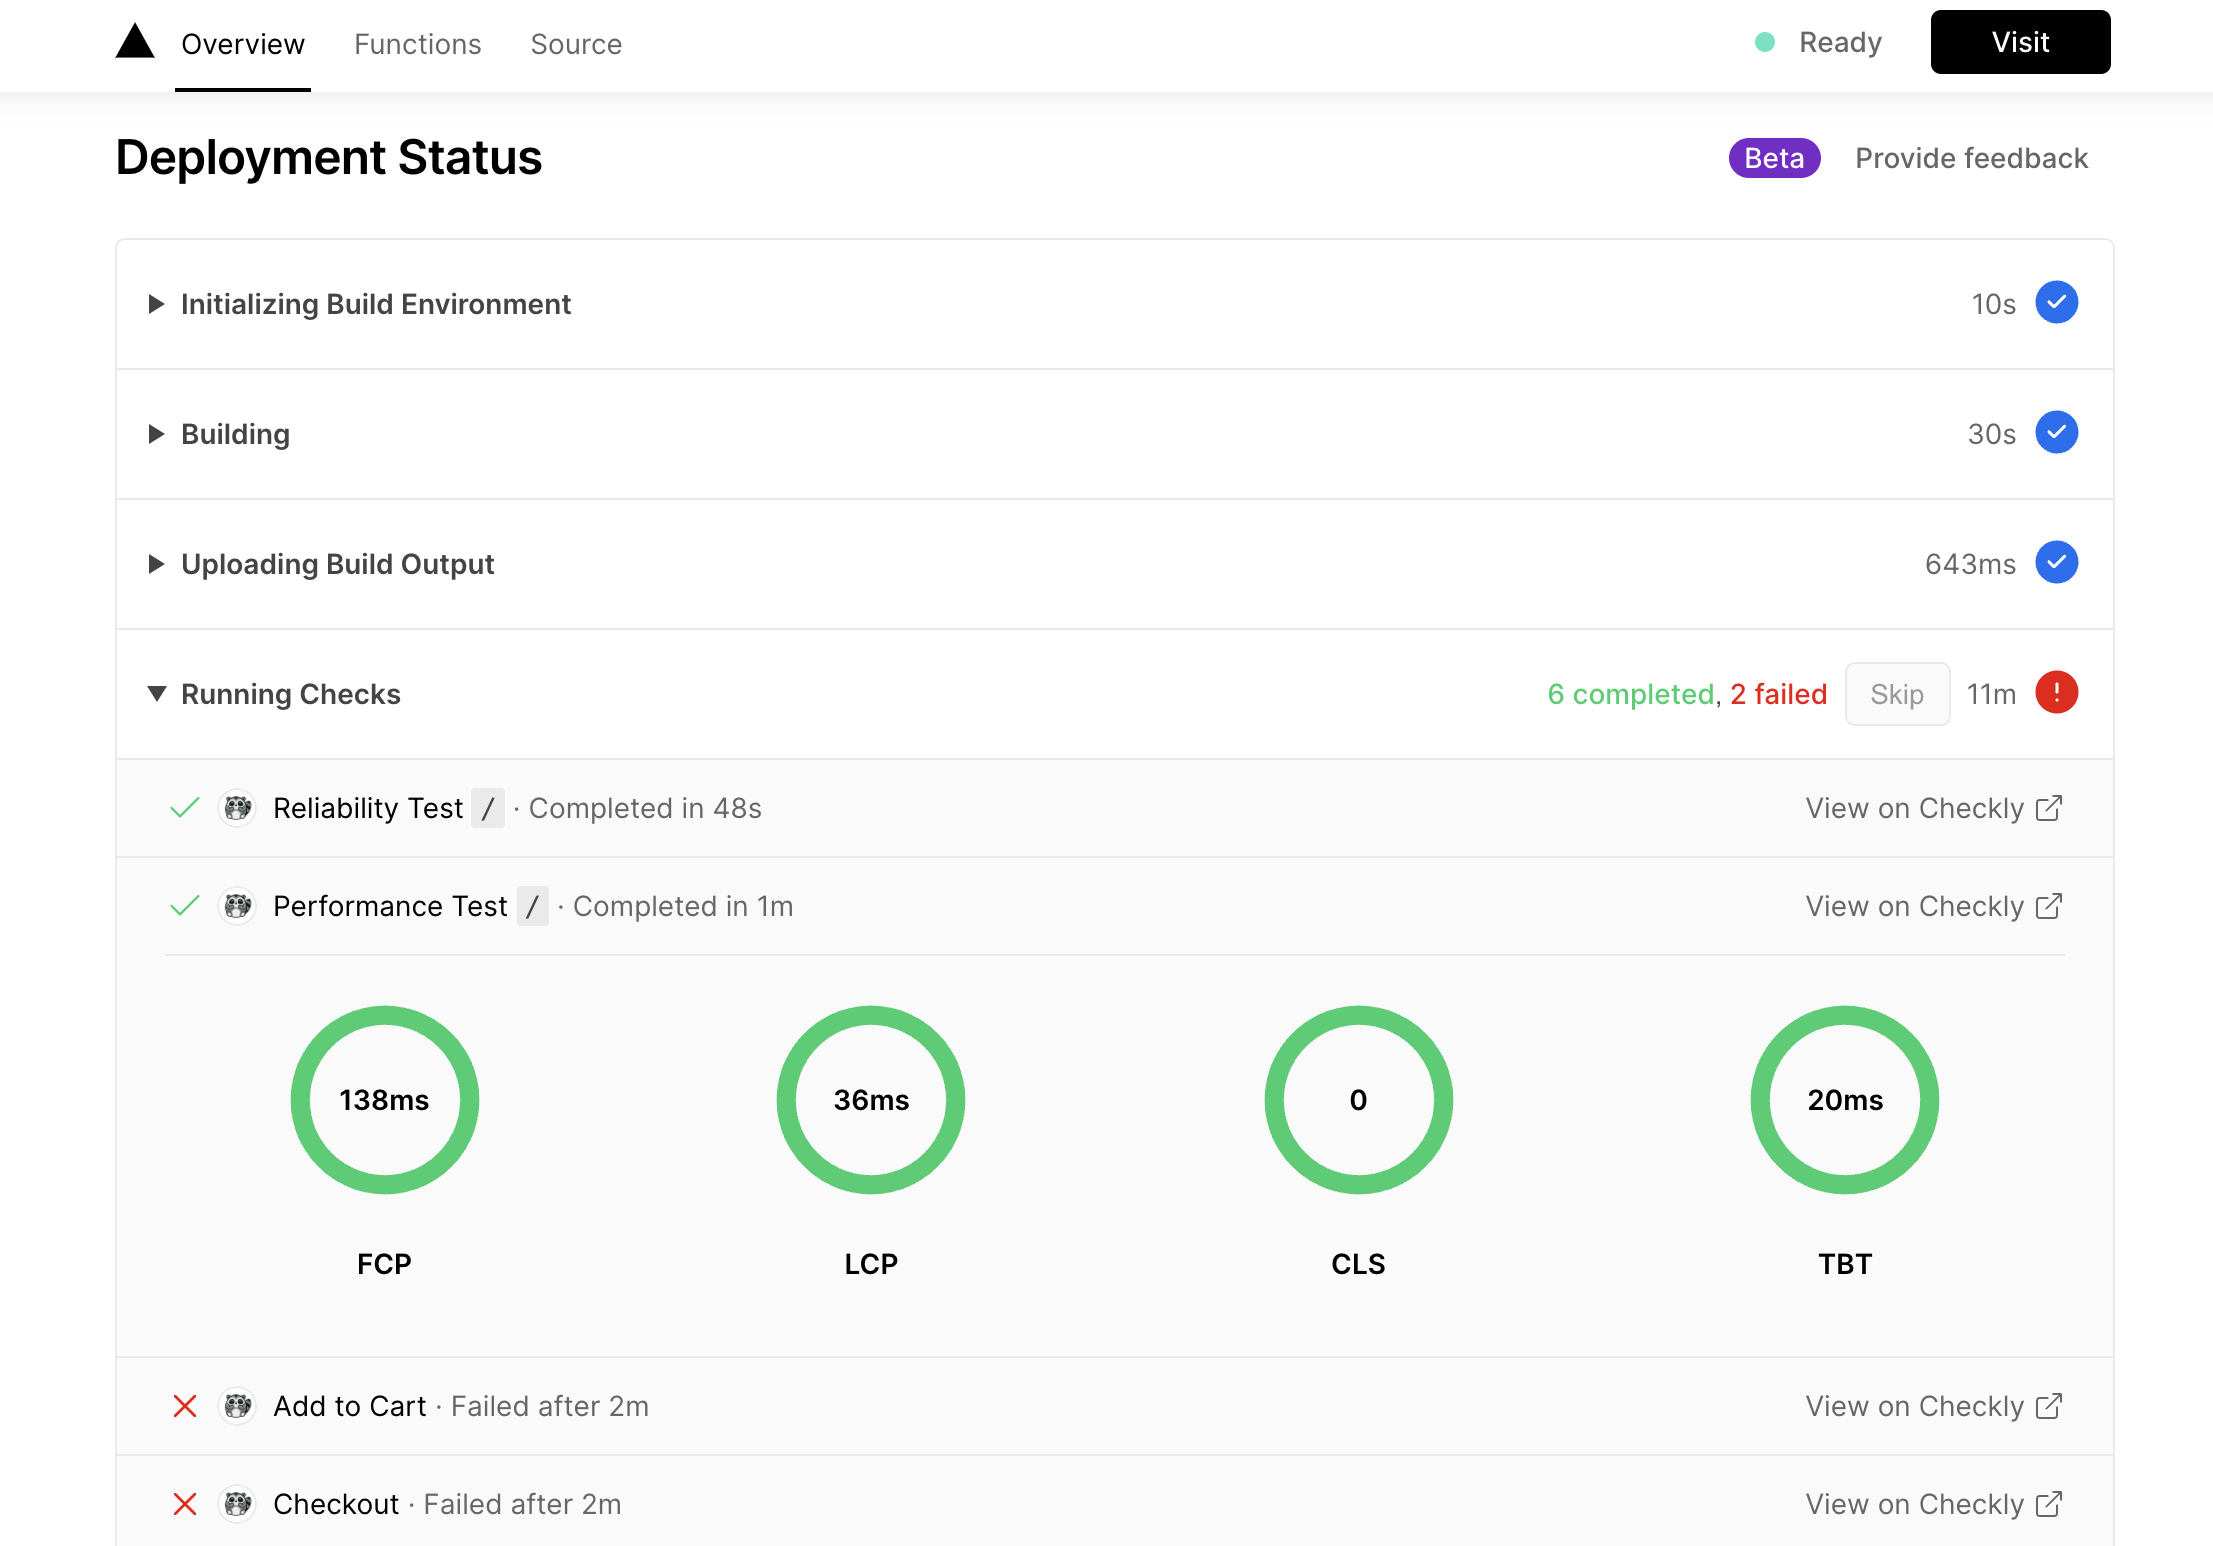 Overview Functions Source Ready Visit
Deployment Status Beta Provide feedback
Initializing Build Environment 10s
Building 30s
Uploading Build Output 643ms
Running Checks 6 completed, 2 failed Skip 11m
Reliability Test / · Completed in 48s View on Checkly
Performance Test / · Completed in 1m View on Checkly
138ms 36ms 0 20ms
FCP LCP CLS TBT
Add to Cart · Failed after 2m View on Checkly
Checkout · Failed after 2m View on Checkly